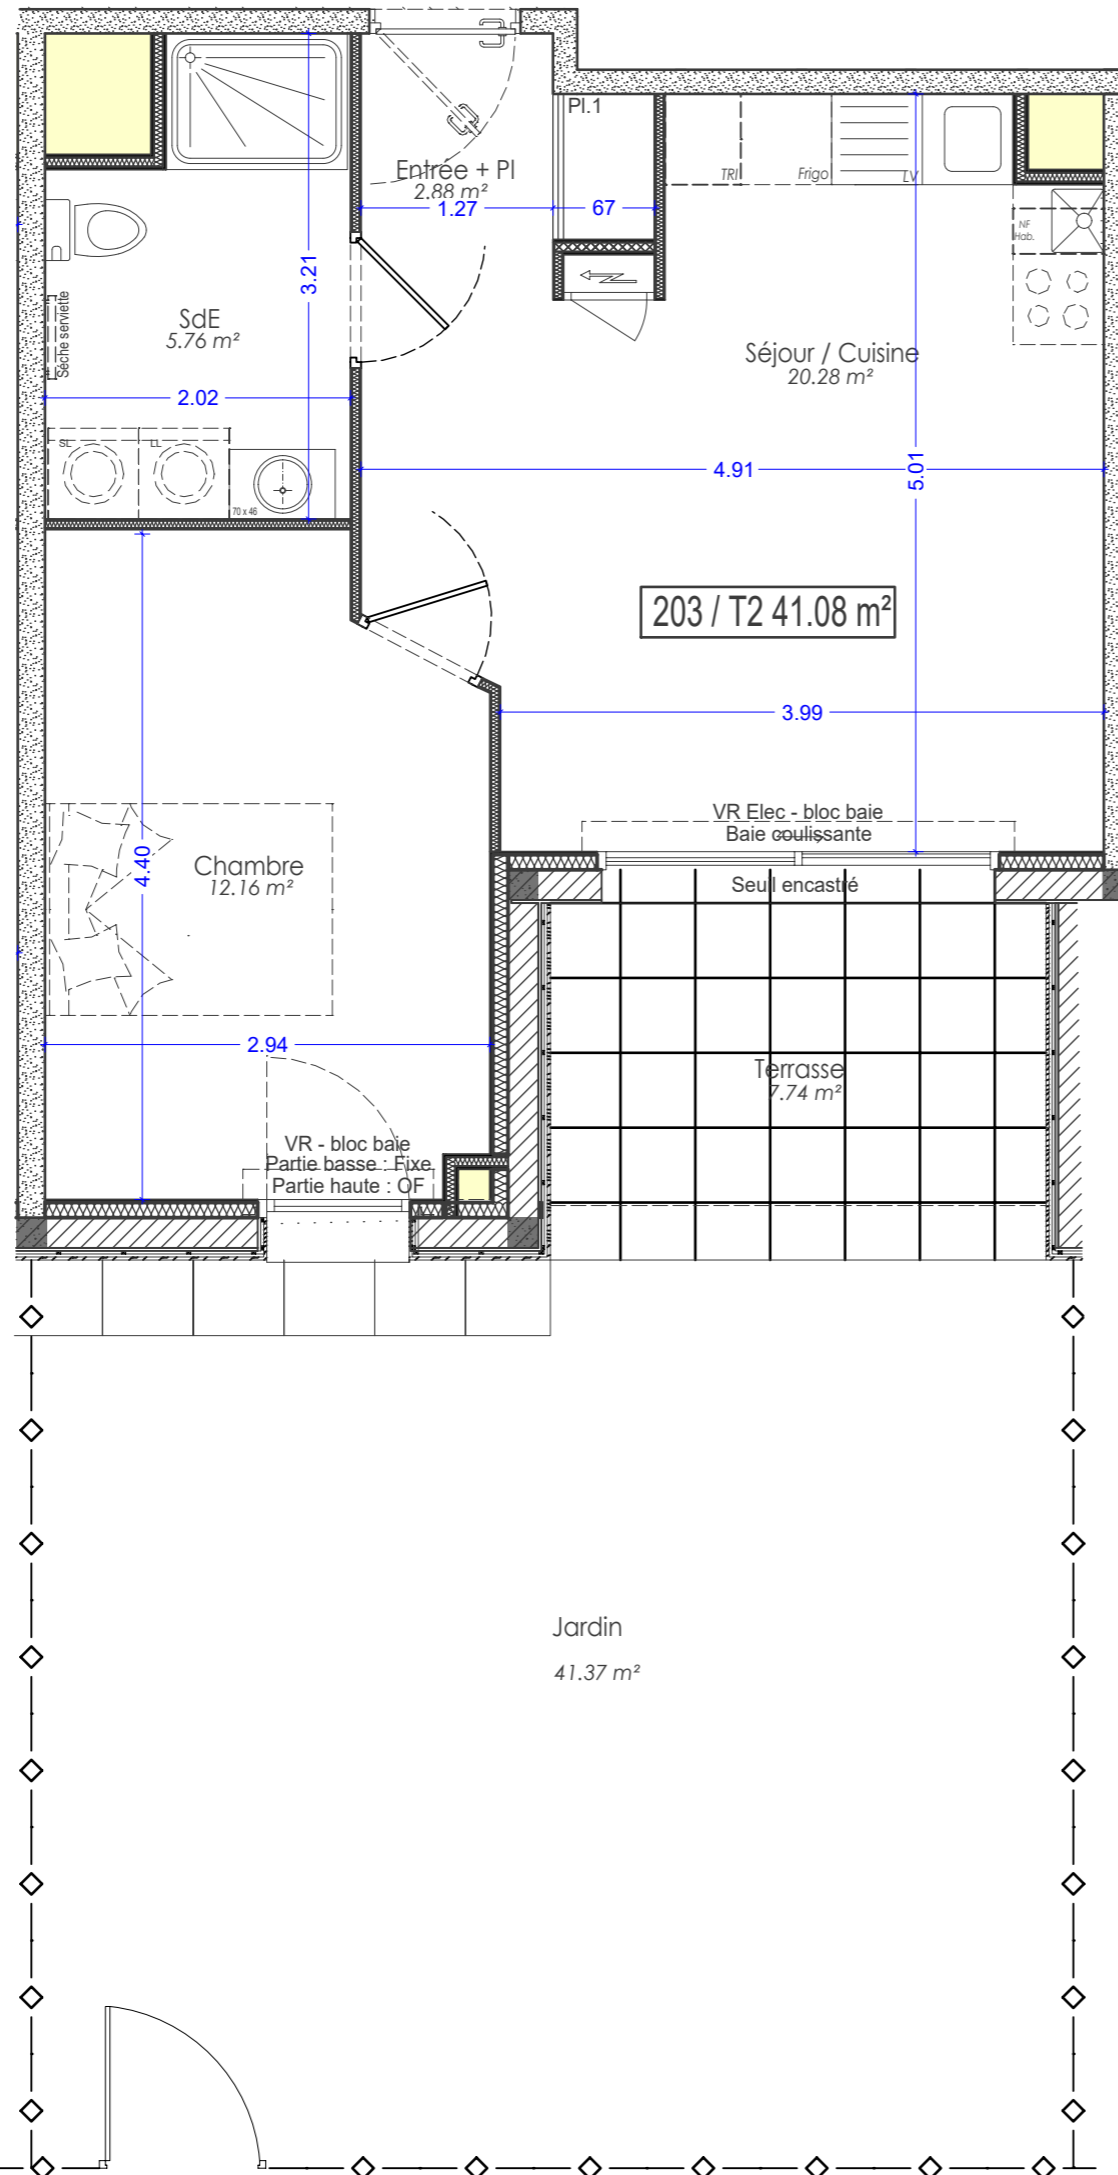 Pl.1
Entrée + Pl
2.88 m²
1.27
67
TRI
Frigo
LV
NF
Hab.
3.21
Sèche serviette
SdE
5.76 m²
2.02
Séjour / Cuisine
20.28 m²
SL
LL
70 x 46
4.91
5.01
203 / T2 41.08 m²
3.99
VR Elec - bloc baie
Baie coulissante
Seuil encastré
Chambre
12.16 m²
4.40
2.94
Terrasse
7.74 m²
VR - bloc baie
Partie basse : Fixe
Partie haute : OF
Jardin
41.37 m²